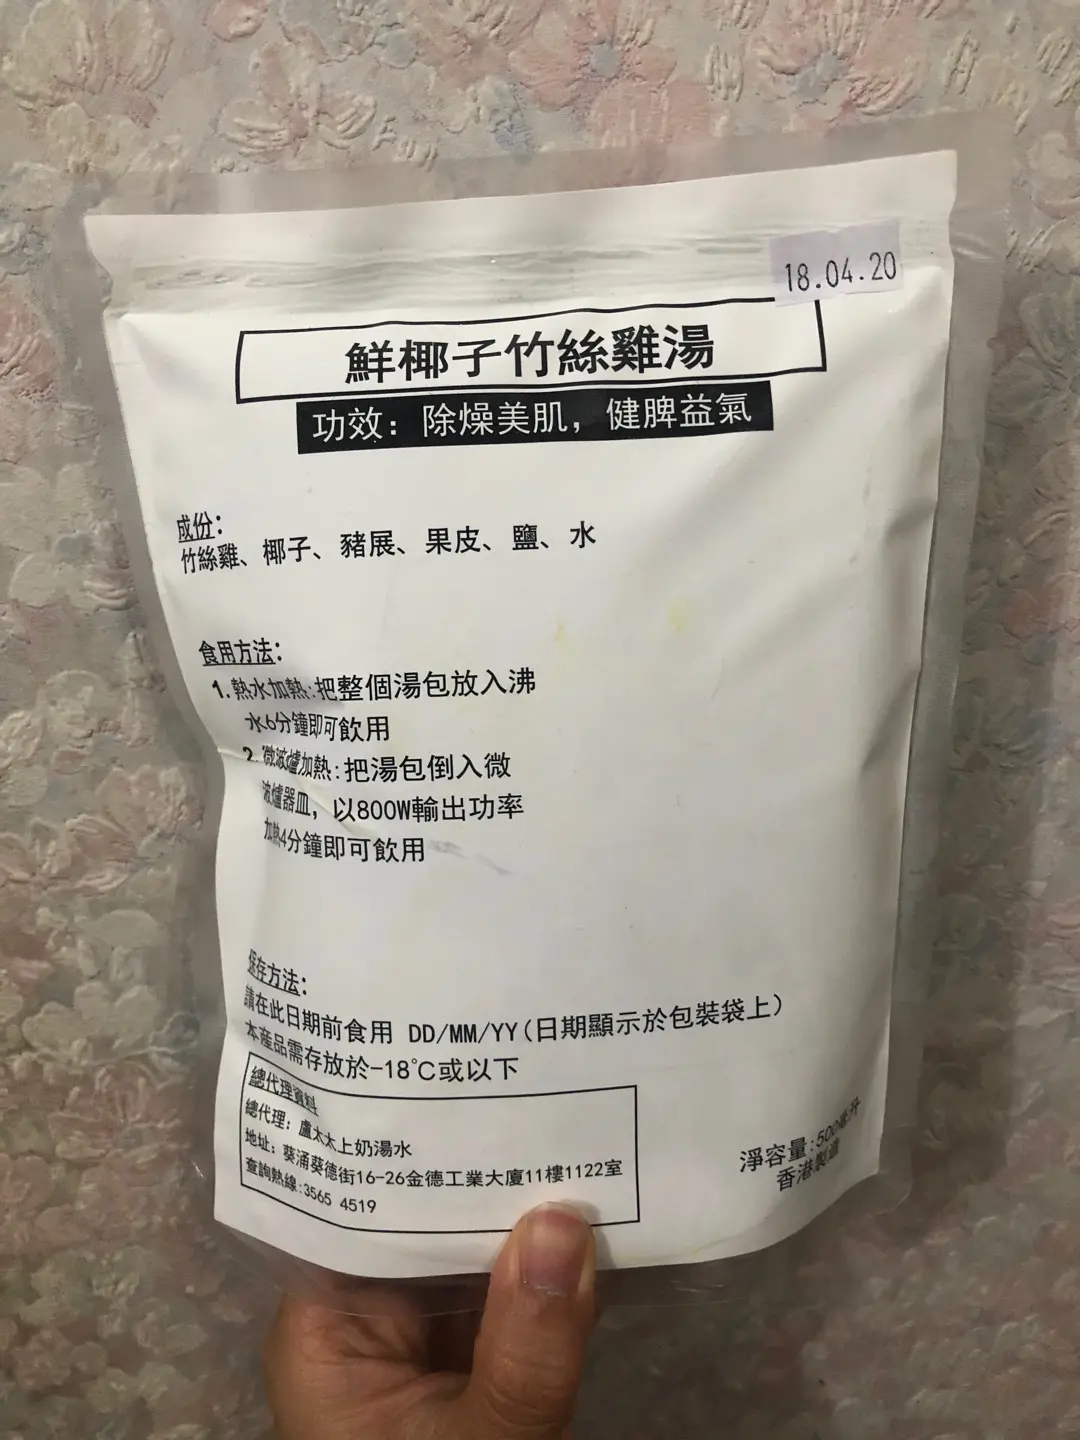 18.04.20
鮮椰子竹絲雞湯
功效：除燥美肌，健脾益氣
成份：
竹絲雞、椰子、豬展、果皮、鹽、水
食用方法：
1.熱水加熱：把整個湯包放入沸
水6分鐘即可飲用
2.微波爐加熱：把湯包倒入微
波爐器皿，以800W輸出功率
加熱4分鐘即可飲用
保存方法：
請在此日期前食用 DD/MM/YY（日期顯示於包裝袋上）
本產品需存放於-18℃或以下
總代理資料
總代理：盧太太上奶湯水
地址：葵涌葵德街16-26金德工業大廈11樓1122室
查詢熱線：3565 4519
淨容量：500毫升
香港製造